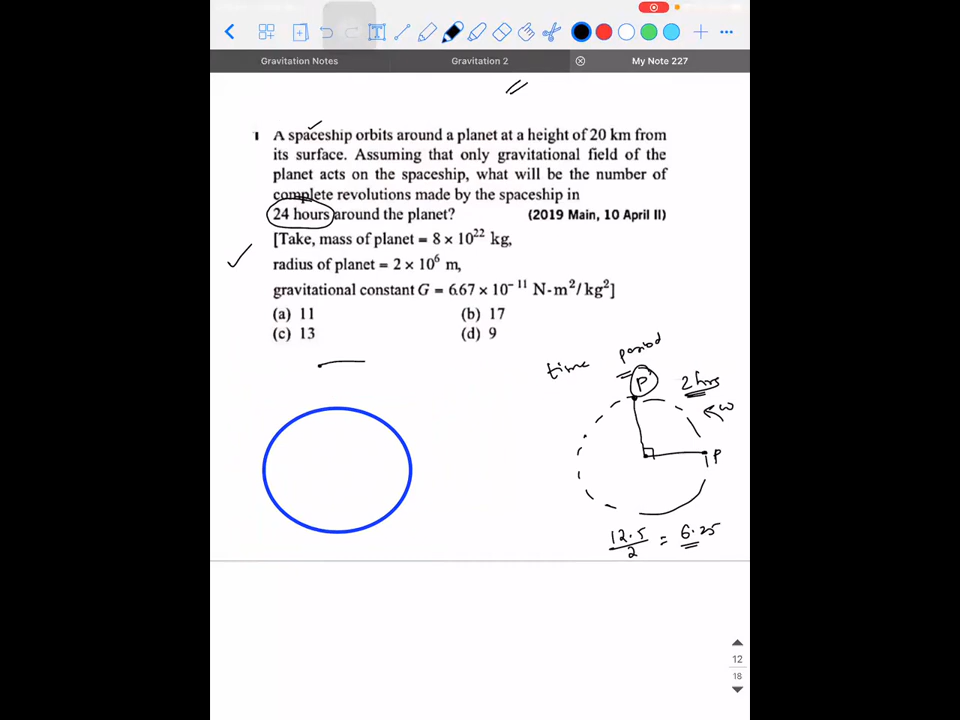 Gravitation Notes
Gravitation 2
My Note 227
1 A spaceship orbits around a planet at a height of 20 km from
its surface. Assuming that only gravitational field of the
planet acts on the spaceship, what will be the number of
complete revolutions made by the spaceship in
24 hours around the planet? (2019 Main, 10 April II)
[Take, mass of planet = 8 × 10²² kg,
radius of planet = 2 × 10⁶ m,
gravitational constant G = 6.67 × 10⁻¹¹ N-m²/kg²]
(a) 11 (b) 17
(c) 13 (d) 9
time period
P' 2 hrs
ω
P
12.5/2 = 6.25
12
18